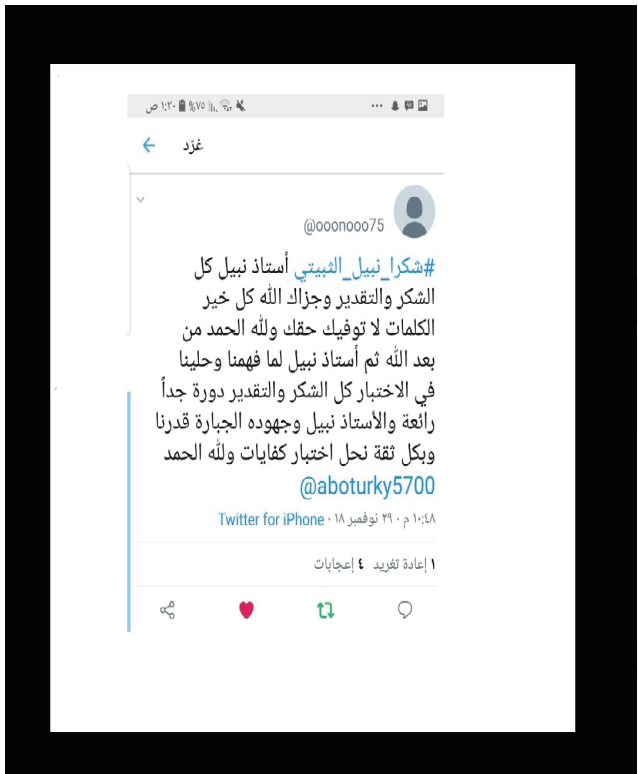 ١:٣٠ ص ٧٥%
غرّد
@ooonooo75
#شكرا_نبيل_الثبيتي أستاذ نبيل كل
الشكر والتقدير وجزاك الله كل خير
الكلمات لا توفيك حقك ولله الحمد من
بعد الله ثم أستاذ نبيل لما فهمنا وحلينا
في الاختبار كل الشكر والتقدير دورة جداً
رائعة والأستاذ نبيل وجهوده الجبارة قدرنا
وبكل ثقة نحل اختبار كفايات ولله الحمد
@aboturky5700
١٠:٤٨ م · ٢٩ نوفمبر ١٨ · Twitter for iPhone
١ إعادة تغريد ٤ إعجابات